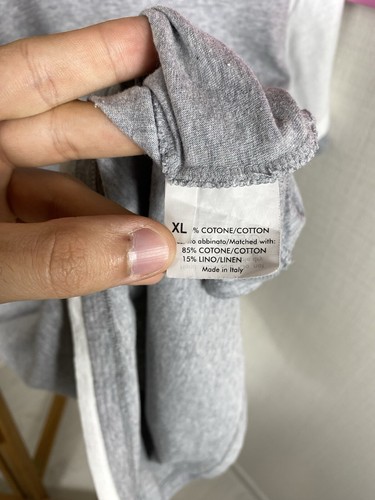 XL % COTONE/COTTON
abbinato/Matched with:
85% COTONE/COTTON
15% LINO/LINEN
Made in Italy